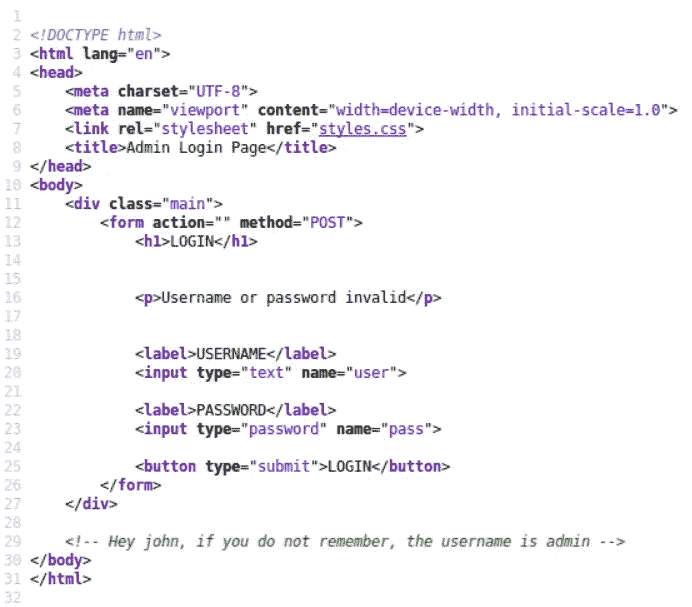 1
2 <!DOCTYPE html>
3 <html lang="en">
4 <head>
5     <meta charset="UTF-8">
6     <meta name="viewport" content="width=device-width, initial-scale=1.0">
7     <link rel="stylesheet" href="styles.css">
8     <title>Admin Login Page</title>
9 </head>
10 <body>
11     <div class="main">
12         <form action="" method="POST">
13             <h1>LOGIN</h1>
14
15
16             <p>Username or password invalid</p>
17
18
19             <label>USERNAME</label>
20             <input type="text" name="user">
21
22             <label>PASSWORD</label>
23             <input type="password" name="pass">
24
25             <button type="submit">LOGIN</button>
26         </form>
27     </div>
28
29     <!-- Hey john, if you do not remember, the username is admin -->
30 </body>
31 </html>
32